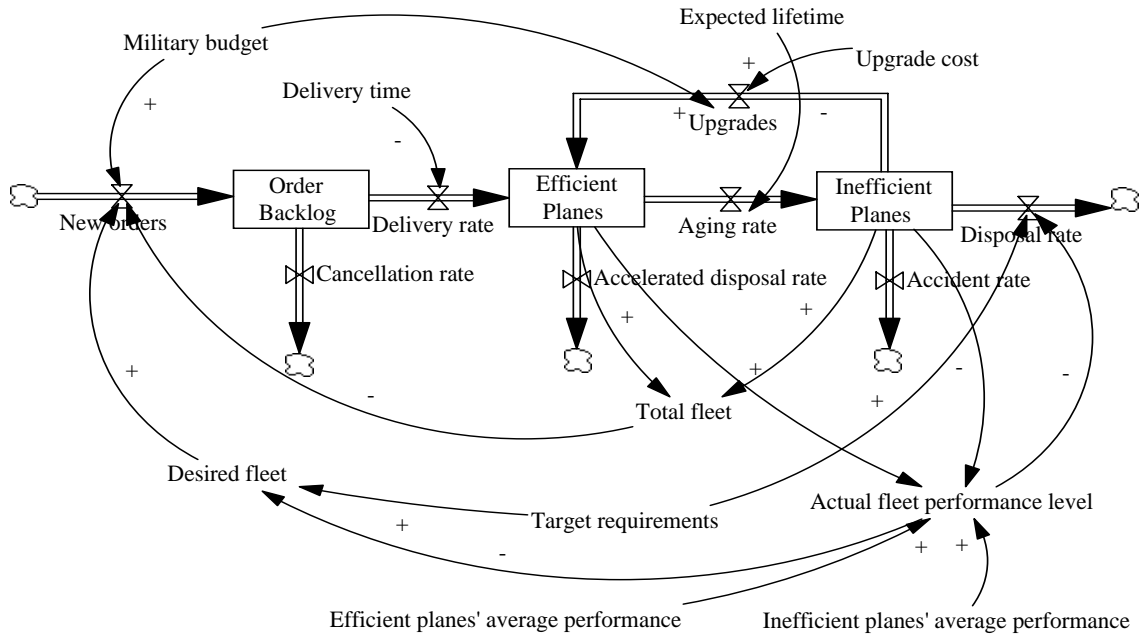 Expected lifetime
Military budget
Upgrade cost
+
Delivery time
+
+
Upgrades
-
-
Order
Backlog
Efficient
Planes
Inefficient
Planes
New orders
Delivery rate
Aging rate
Disposal rate
Cancellation rate
Accelerated disposal rate
Accident rate
+
+
+
+
-
-
-
+
Total fleet
Desired fleet
Actual fleet performance level
Target requirements
+
-
+
+
Efficient planes' average performance
Inefficient planes' average performance